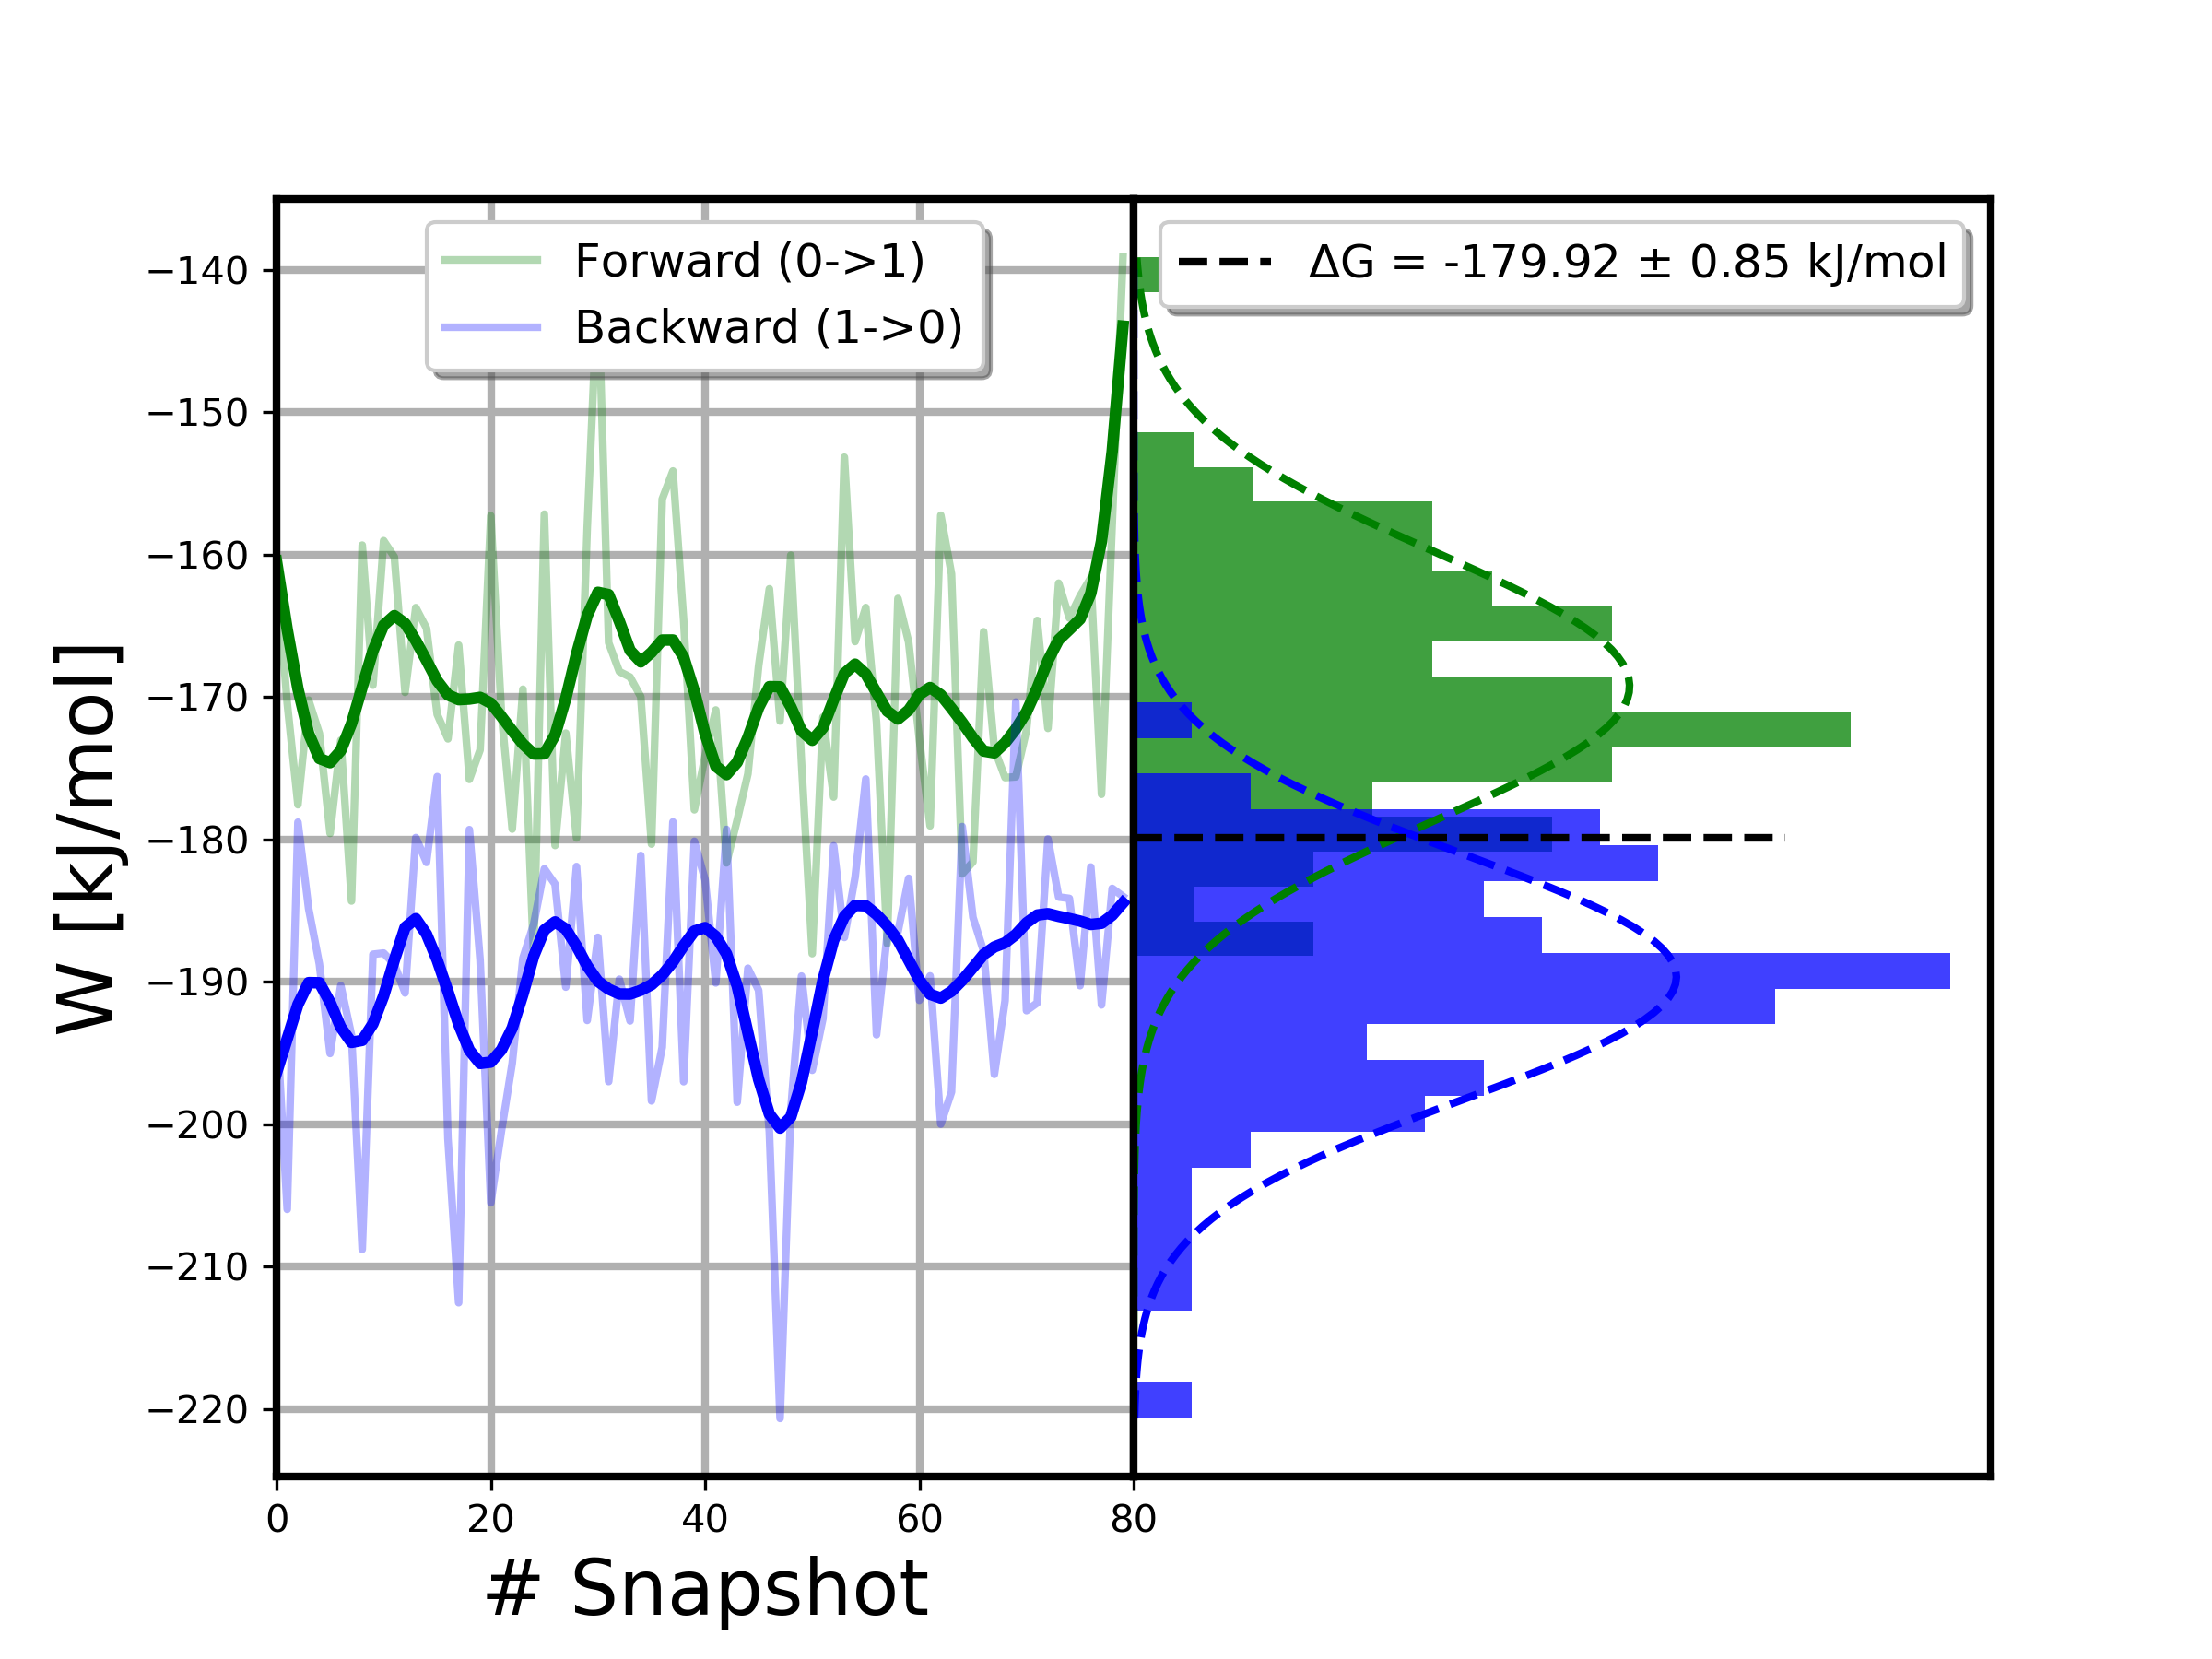 Forward (0->1)
Backward (1->0)
ΔG = -179.92 ± 0.85 kJ/mol
W [kJ/mol]
−140
−150
−160
−170
−180
−190
−200
−210
−220
0 20 40 60 80
# Snapshot